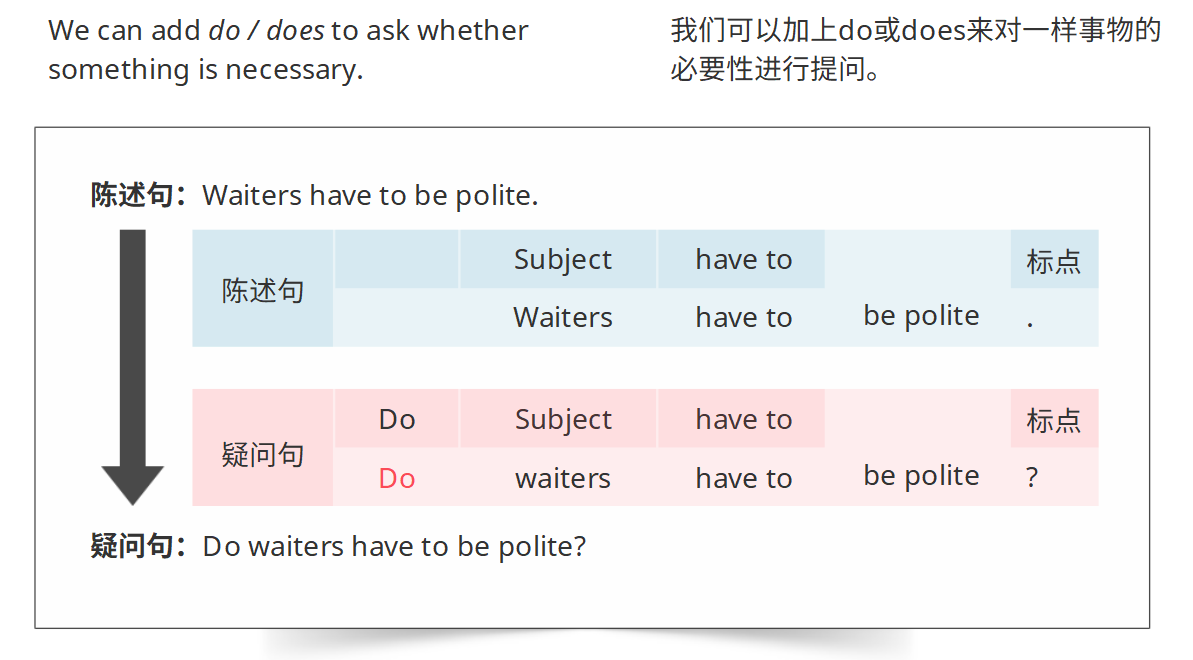 We can add do / does to ask whether
something is necessary.
我们可以加上do或does来对一样事物的
必要性进行提问。
陈述句：Waiters have to be polite.
陈述句
Subject have to 标点
Waiters have to be polite .
疑问句
Do Subject have to 标点
Do waiters have to be polite ?
疑问句：Do waiters have to be polite?